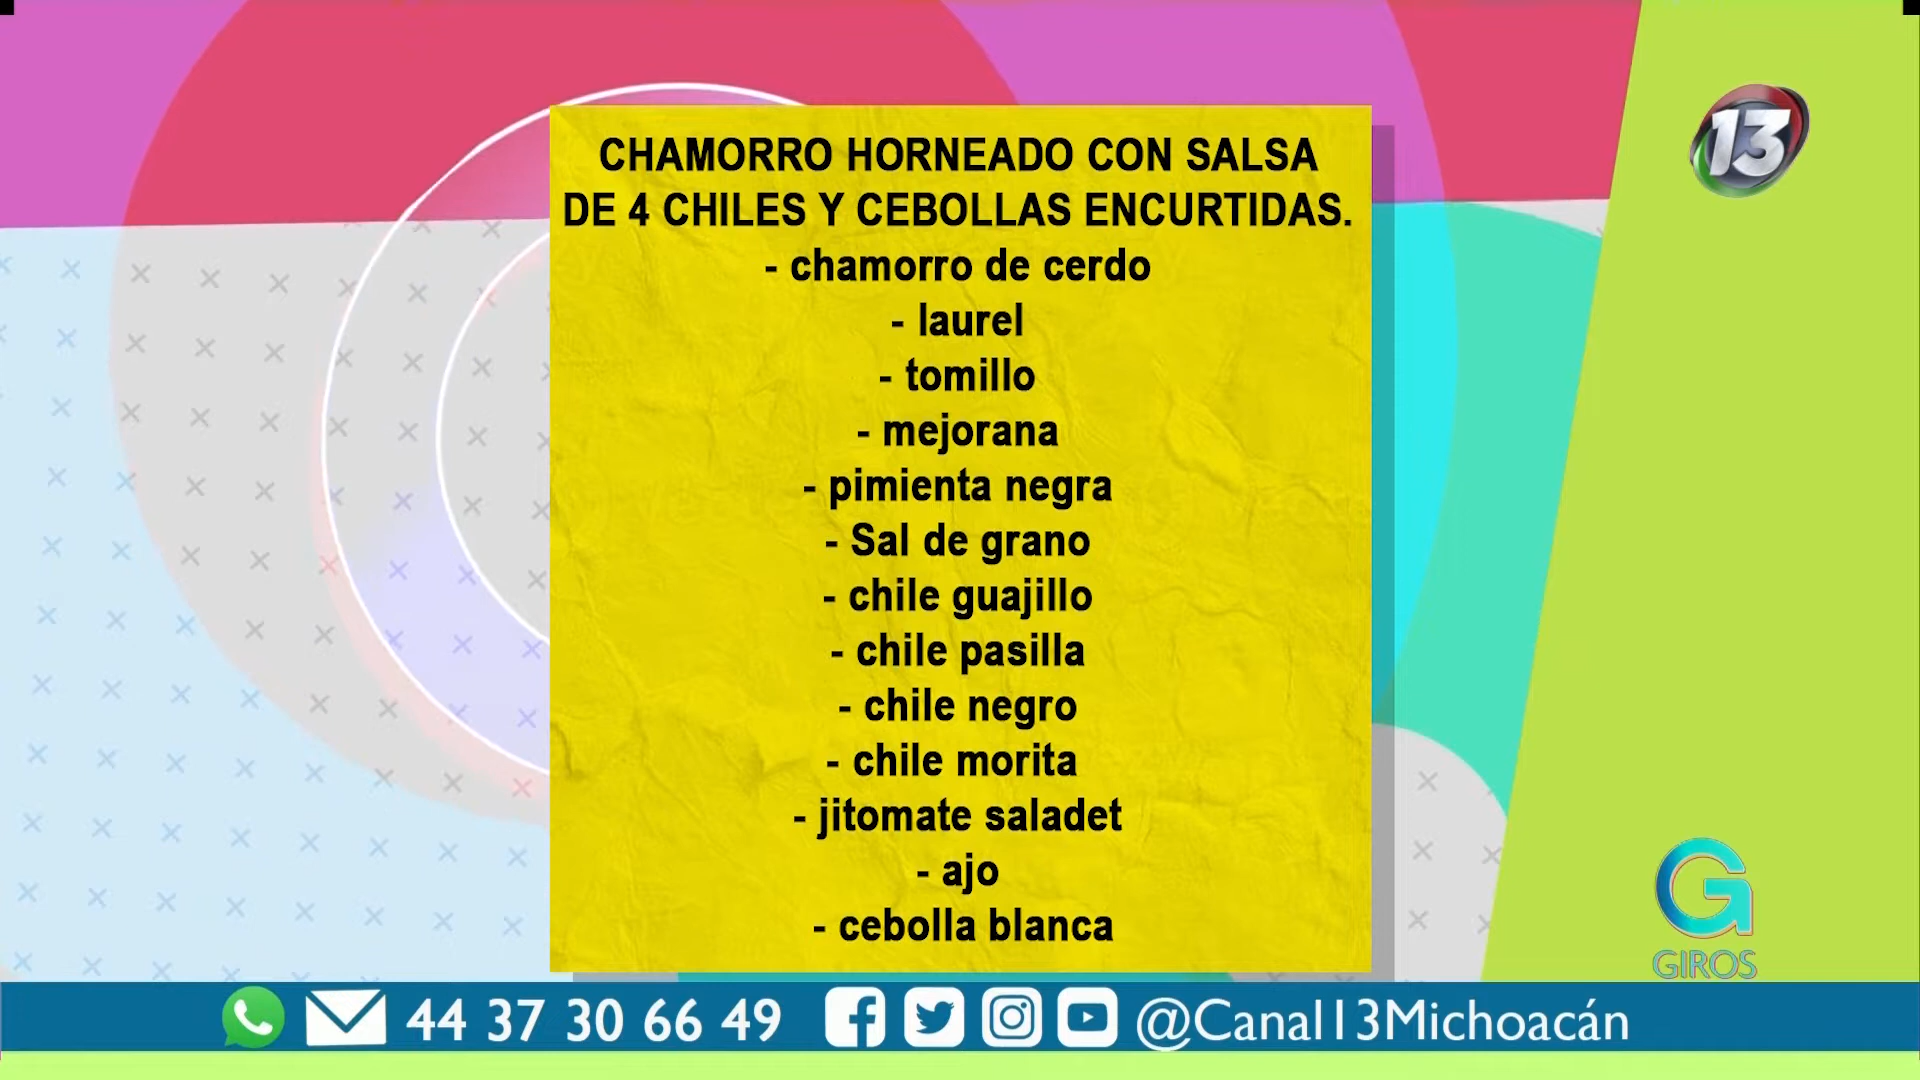 13
CHAMORRO HORNEADO CON SALSA
DE 4 CHILES Y CEBOLLAS ENCURTIDAS.
- chamorro de cerdo
- laurel
- tomillo
- mejorana
- pimienta negra
- Sal de grano
- chile guajillo
- chile pasilla
- chile negro
- chile morita
- jitomate saladet
- ajo
- cebolla blanca
G
GIROS
44 37 30 66 49 @Canal13Michoacán